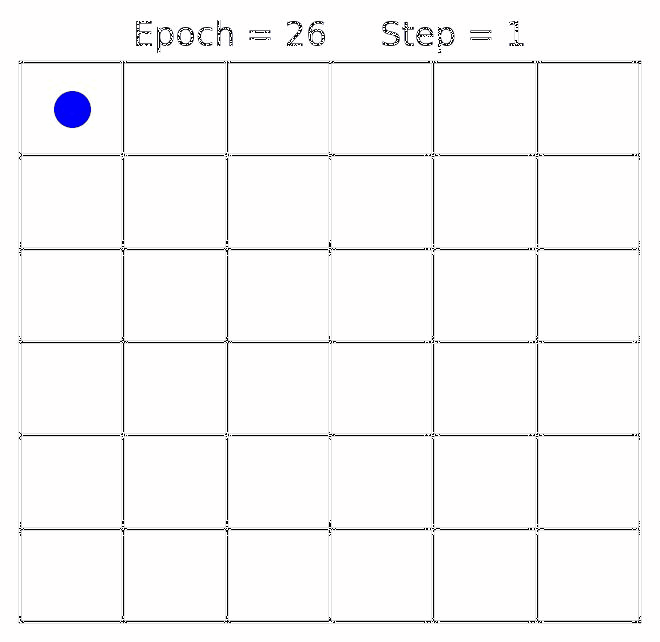 Epoch = 26 Step = 1